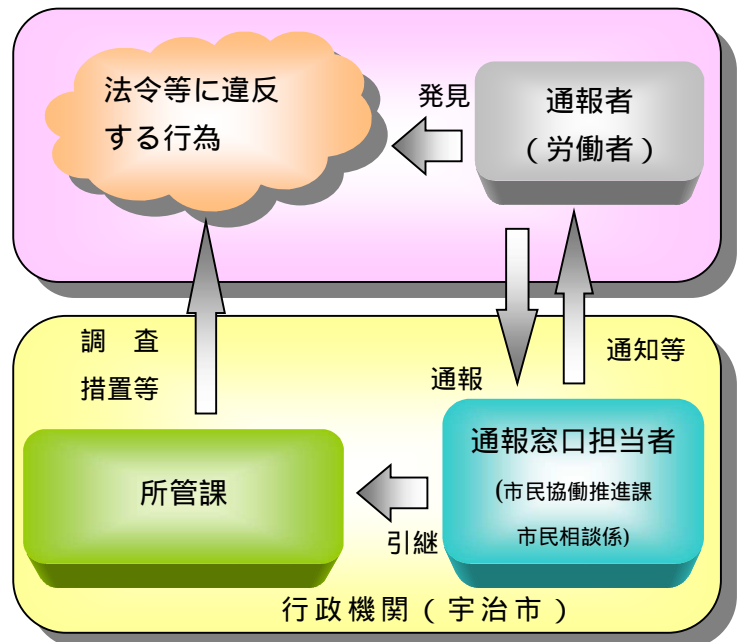 法令等に違反
する行為
発見
通報者
(労働者)
調 査
措置等
通報
通知等
通報窓口担当者
(市民協働推進課
市民相談係)
所管課
引継
行政機関(宇治市)